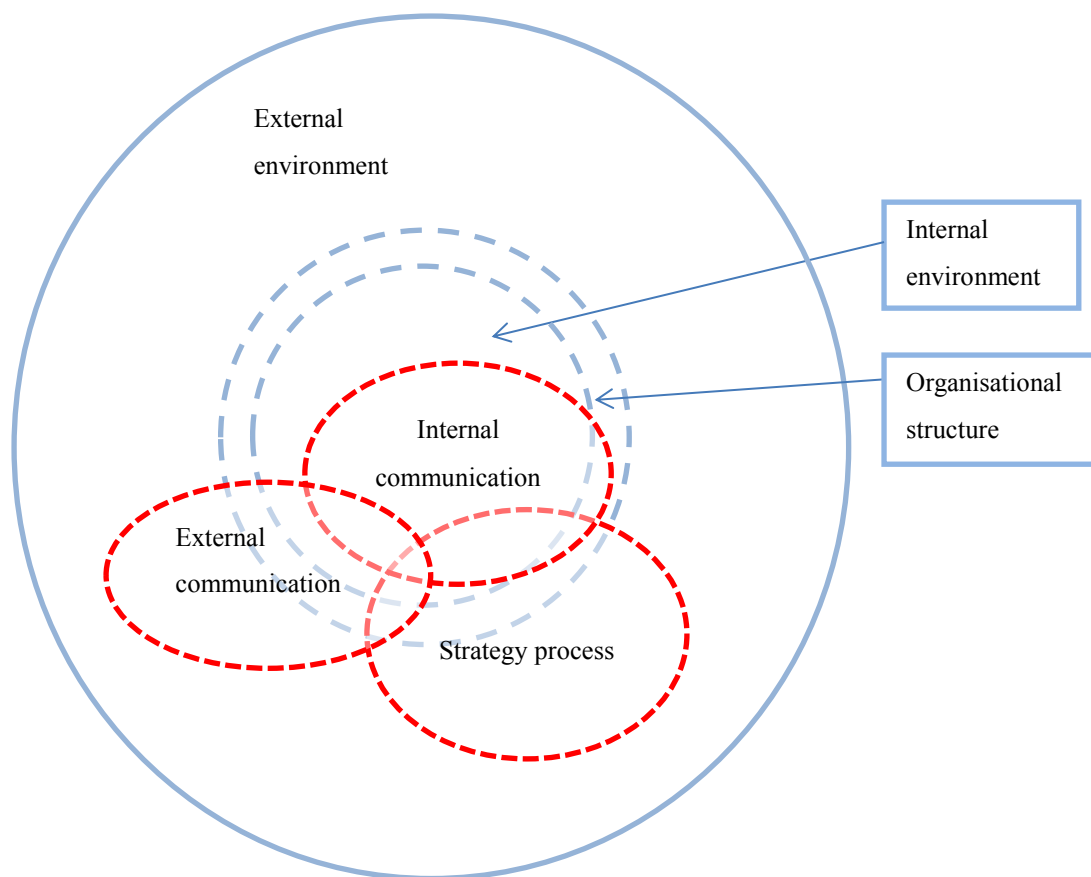 External
environment
Internal
environment
Organisational
structure
Internal
communication
External
communication
Strategy process